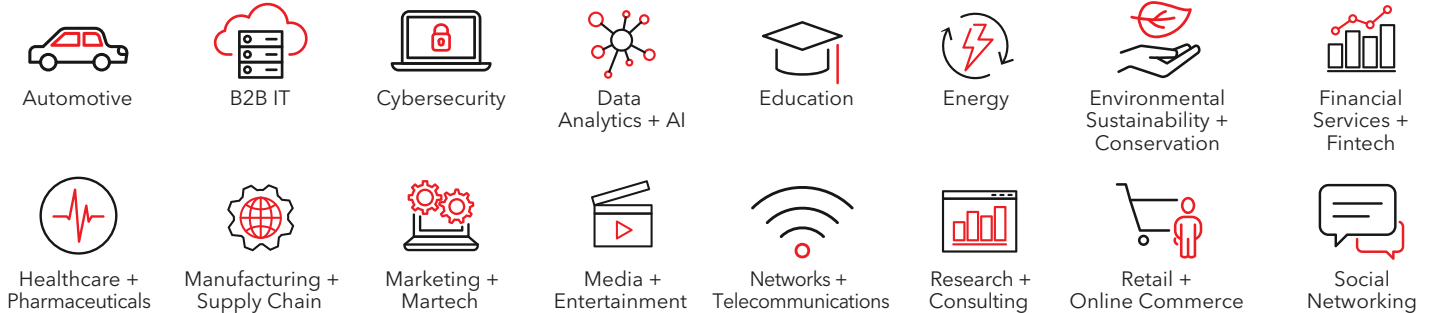 Automotive
B2B IT
Cybersecurity
Data
Analytics + AI
Education
Energy
Environmental
Sustainability +
Conservation
Financial
Services +
Fintech
Healthcare +
Pharmaceuticals
Manufacturing +
Supply Chain
Marketing +
Martech
Media +
Entertainment
Networks +
Telecommunications
Research +
Consulting
Retail +
Online Commerce
Social
Networking